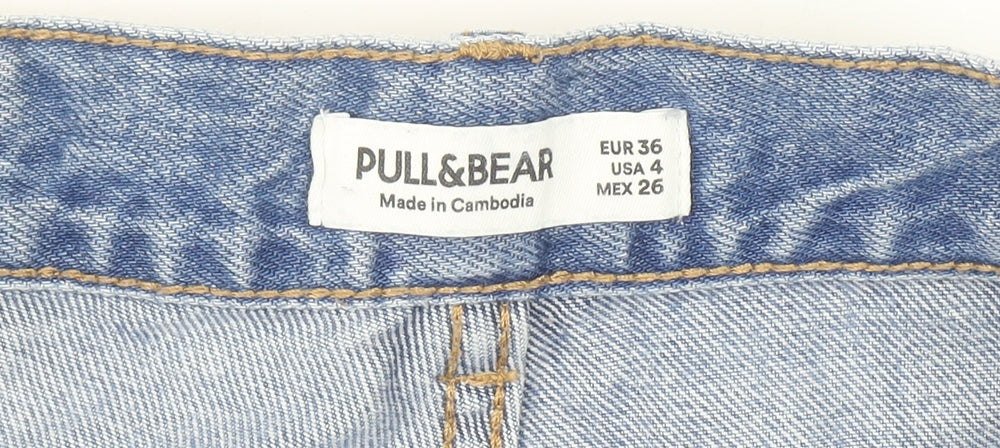 PULL&BEAR
Made in Cambodia
EUR 36
USA 4
MEX 26